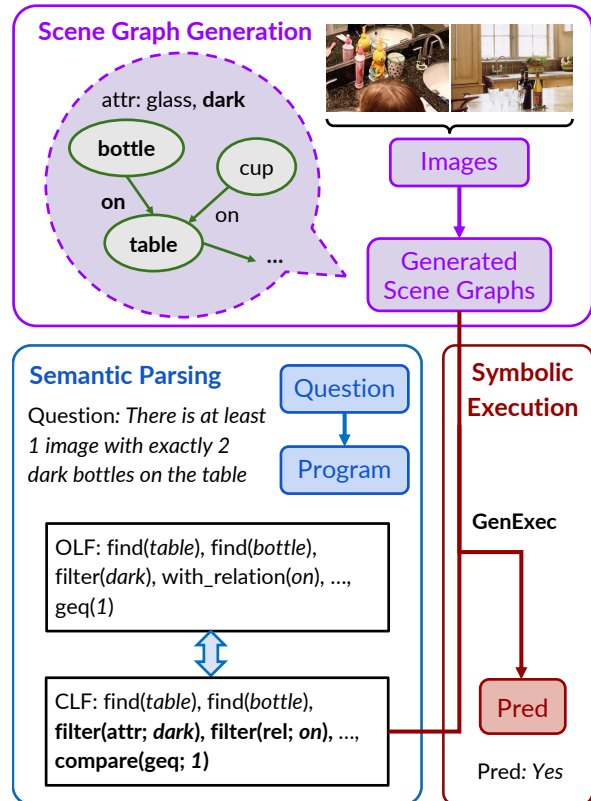 Scene Graph Generation
attr: glass, dark
bottle
cup
on
on
table
...
Images
Generated
Scene Graphs
Semantic Parsing
Question: There is at least
1 image with exactly 2
dark bottles on the table
Question
Program
OLF: find(table), find(bottle),
filter(dark), with_relation(on), ...,
geq(1)
CLF: find(table), find(bottle),
filter(attr; dark), filter(rel; on), ...,
compare(geq; 1)
Symbolic
Execution
GenExec
Pred
Pred: Yes